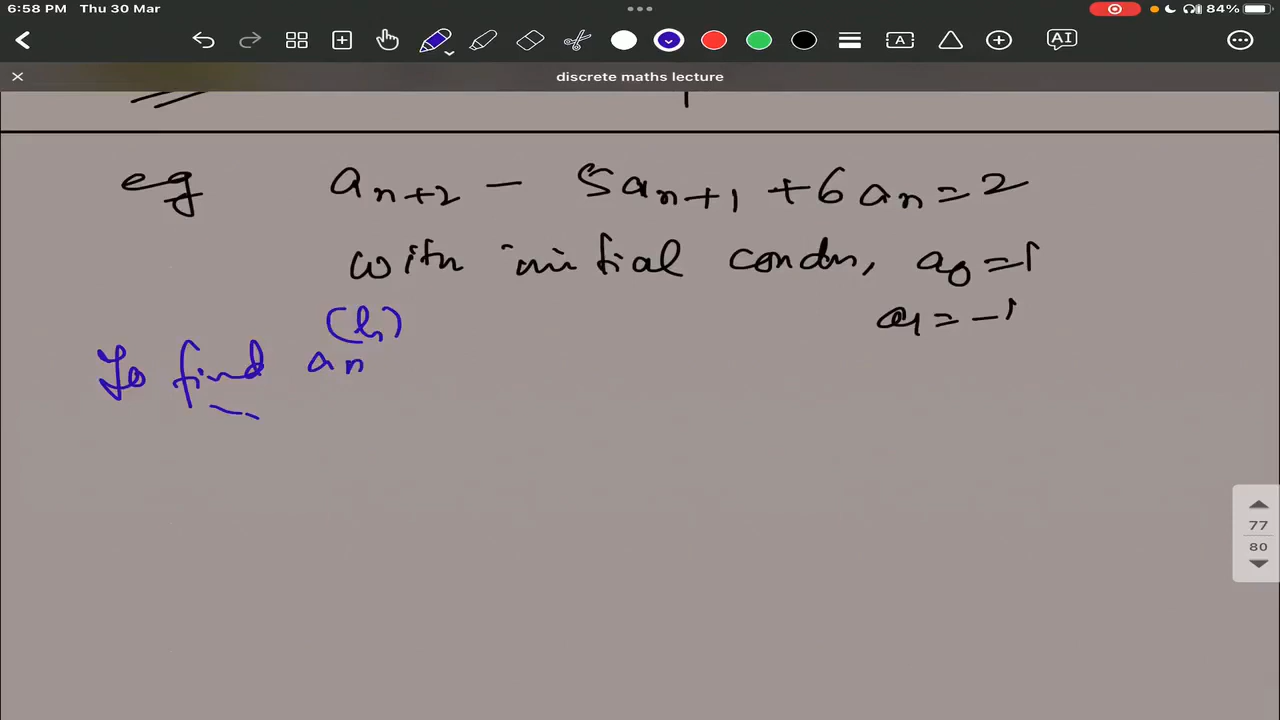 6:58 PM Thu 30 Mar
84%
A
AI
discrete maths lecture
eg a_{n+2} - 5a_{n+1} + 6a_n = 2
with initial condn, a_0 = 1
a_1 = -1
To find a_n^{(h)}
77
80